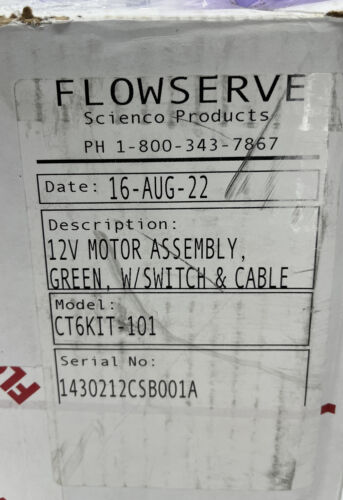 FLOWSERVE
Scienco Products
PH 1-800-343-7867
Date: 16-AUG-22
Description:
12V MOTOR ASSEMBLY,
GREEN, W/SWITCH & CABLE
Model:
CT6KIT-101
Serial No:
1430212CSB001A